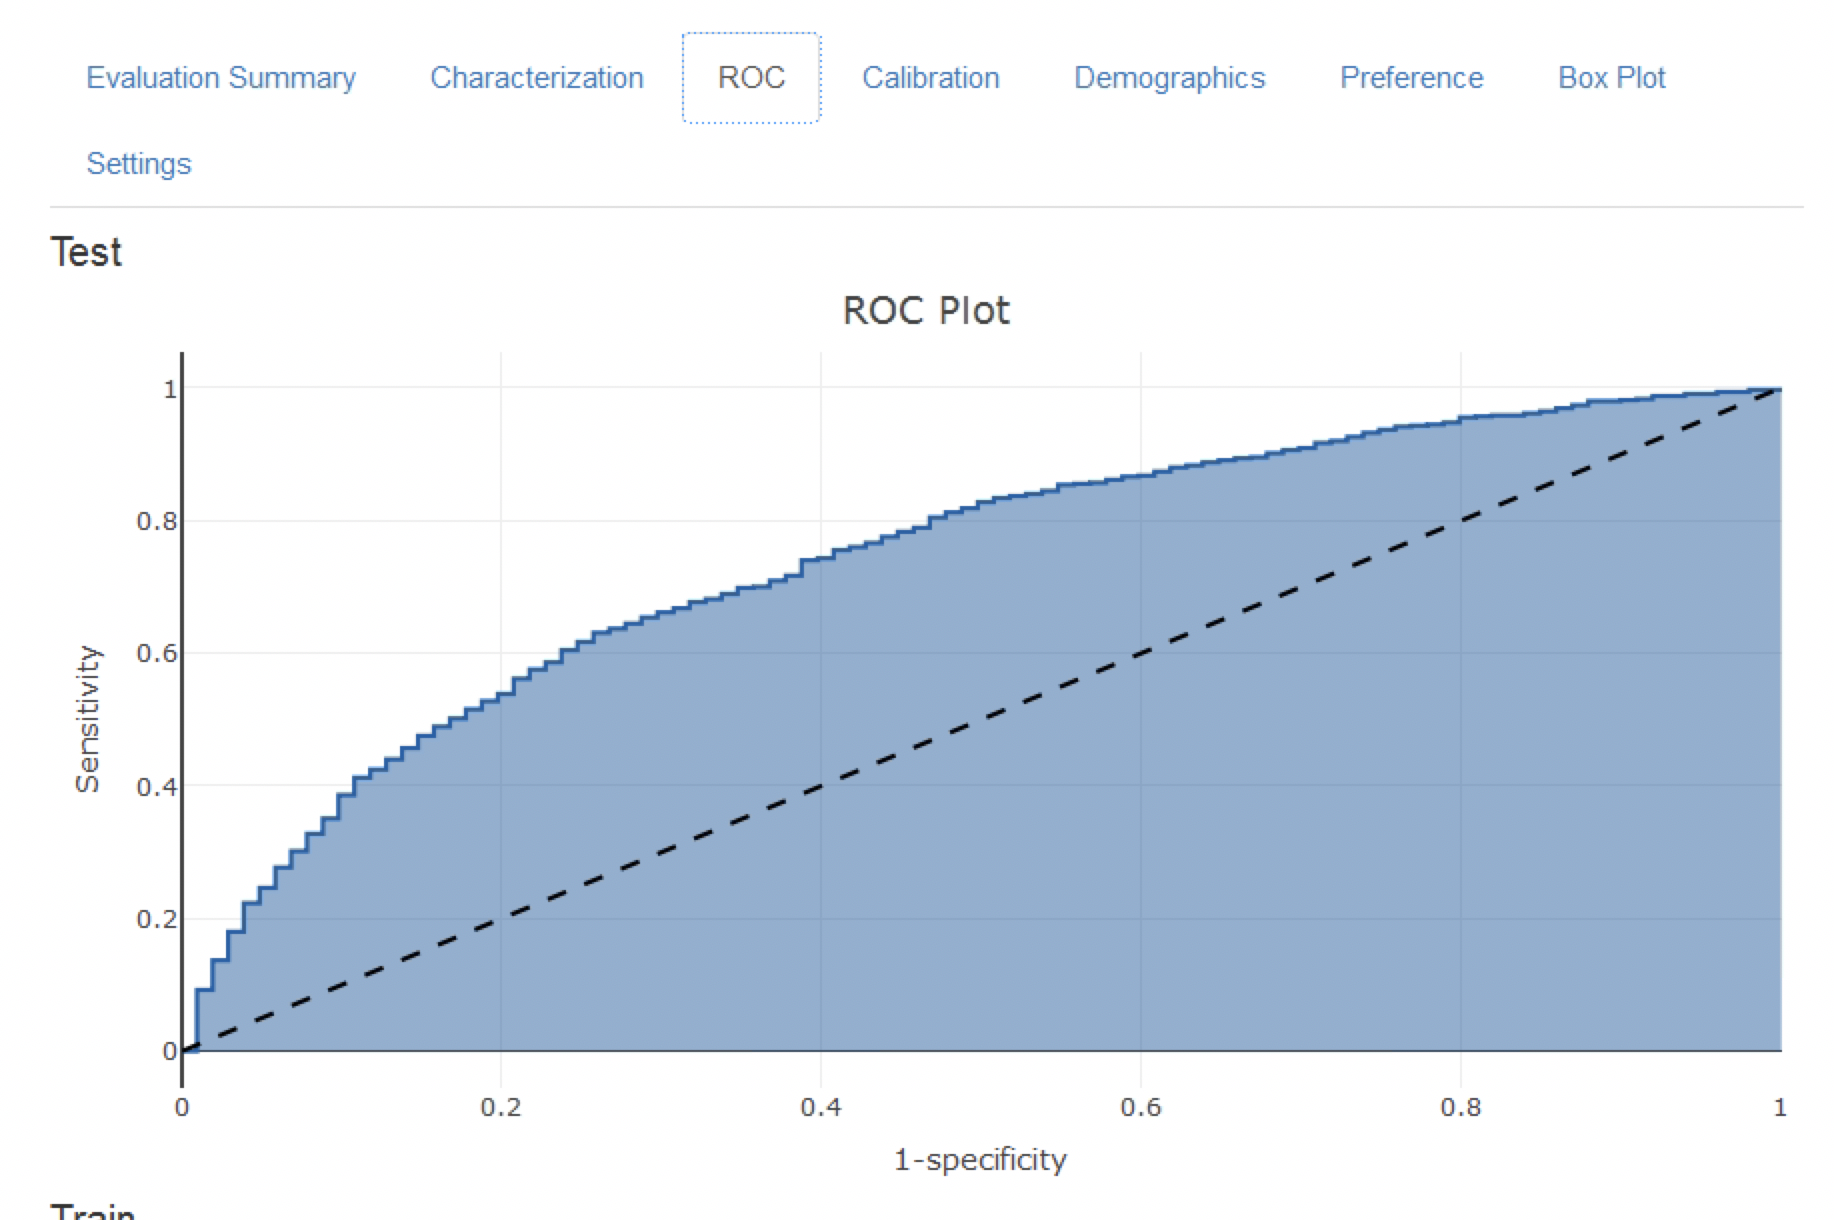 Evaluation Summary Characterization ROC Calibration Demographics Preference Box Plot
Settings
Test
ROC Plot
1
0.8
0.6
0.4
0.2
0
Sensitivity
0 0.2 0.4 0.6 0.8 1
1-specificity
Train